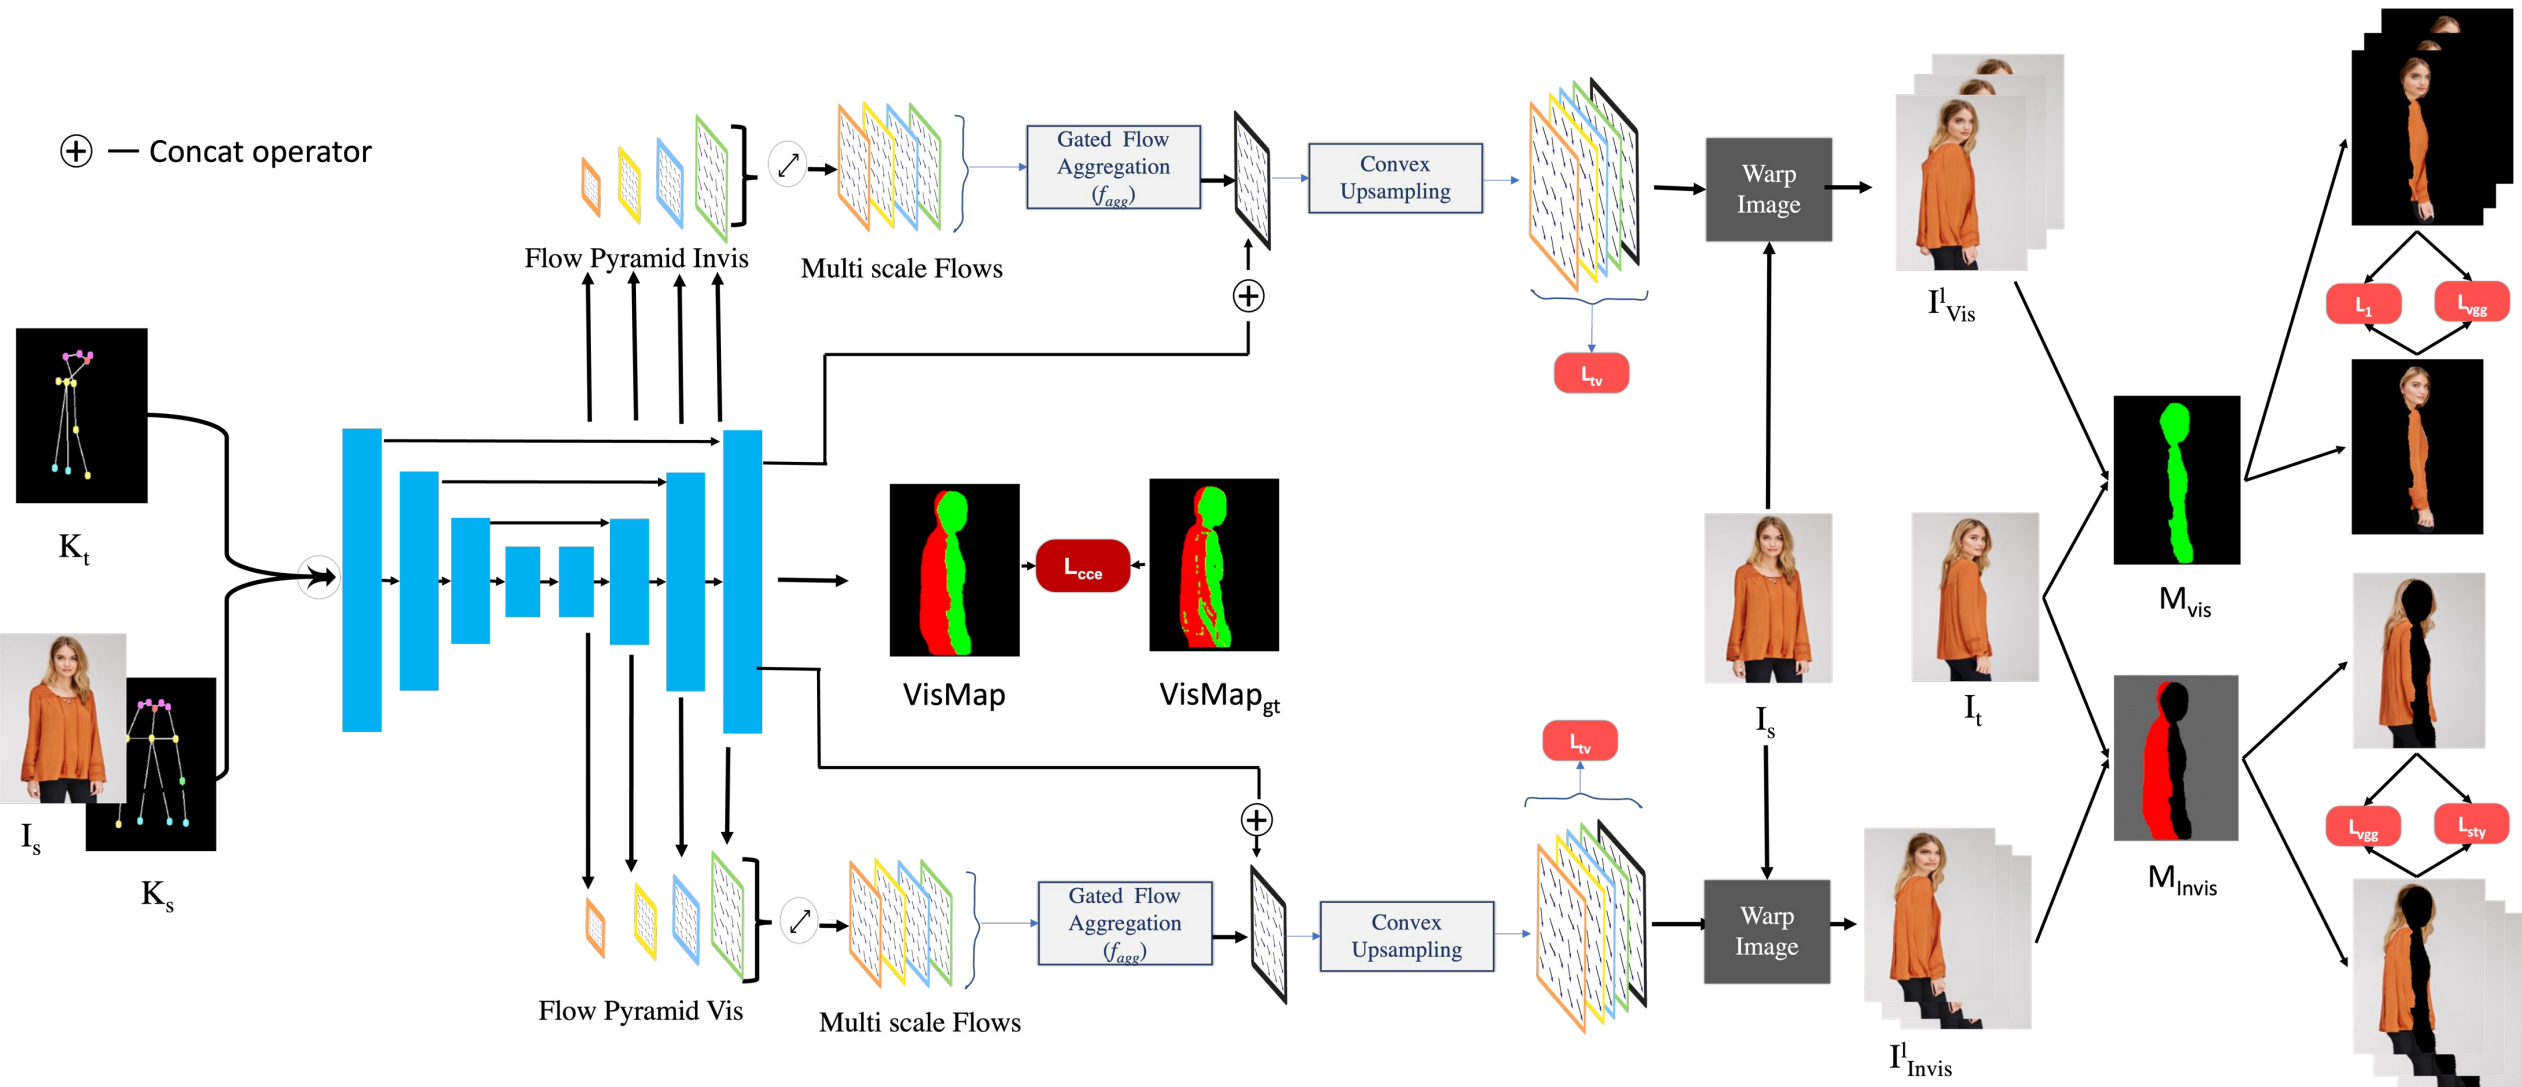 ⊕ — Concat operator
Flow Pyramid Invis
Multi scale Flows
Gated Flow
Aggregation
(f_agg)
Convex
Upsampling
L_tv
Warp
Image
I^l_Vis
L_1
L_vgg
K_t
I_s
K_s
VisMap
L_cce
VisMap_gt
I_s
I_t
M_vis
M_Invis
L_vgg
L_sty
L_tv
Flow Pyramid Vis
Multi scale Flows
Gated Flow
Aggregation
(f_agg)
Convex
Upsampling
Warp
Image
I^l_Invis